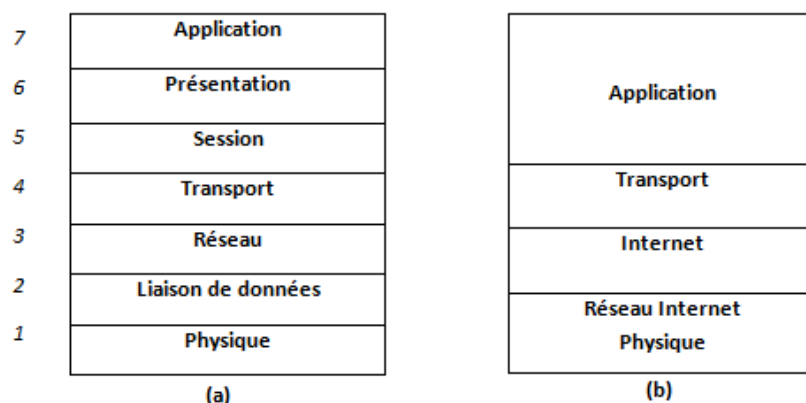 7
Application
6
Présentation
5
Session
4
Transport
3
Réseau
2
Liaison de données
1
Physique
(a)
Application
Transport
Internet
Réseau Internet
Physique
(b)